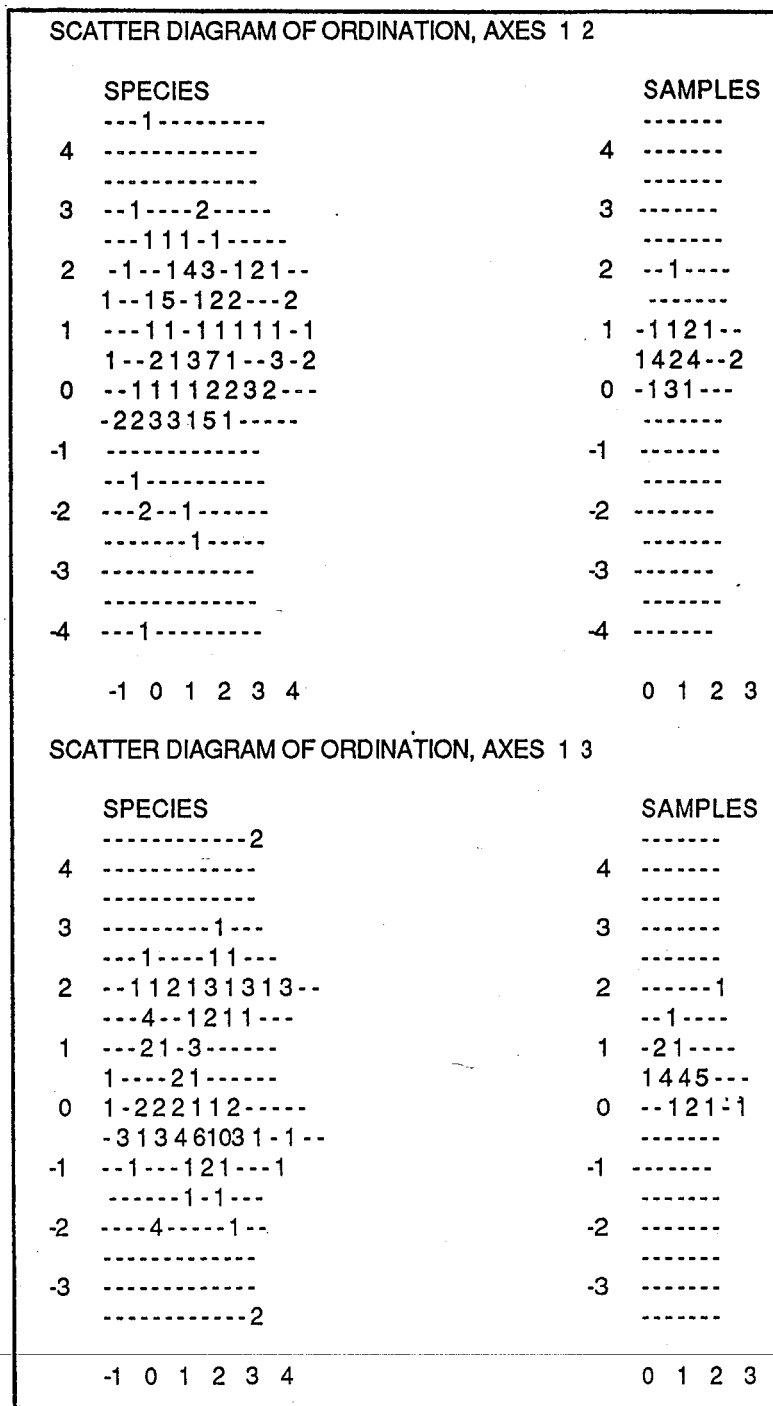 SCATTER DIAGRAM OF ORDINATION, AXES 1 2
SPECIES SAMPLES
---1--------- -------
4 ------------- 4 -------
------------- -------
3 --1----2----- 3 -------
---111-1----- -------
2 -1--143-121-- 2 --1----
1--15-122---2 -------
1 ---11-11111-1 1 -1121--
1--21371--3-2 1424--2
0 --11112232--- 0 -131---
-2233151----- -------
-1 ------------- -1 -------
--1---------- -------
-2 ---2--1------ -2 -------
-------1----- -------
-3 ------------- -3 -------
------------- -------
-4 ---1--------- -4 -------
-1 0 1 2 3 4 0 1 2 3
SCATTER DIAGRAM OF ORDINATION, AXES 1 3
SPECIES SAMPLES
------------2 -------
4 ------------- 4 -------
------------- -------
3 ---------1--- 3 -------
---1----11--- -------
2 --112131313-- 2 ------1
---4--1211--- --1----
1 ---21-3------ 1 -21----
1----21------ 1445---
0 1-222112----- 0 --121-1
-313461031-1-- -------
-1 --1---121---1 -1 -------
------1-1--- -------
-2 ----4-----1-- -2 -------
------------- -------
-3 ------------- -3 -------
------------2 -------
-1 0 1 2 3 4 0 1 2 3